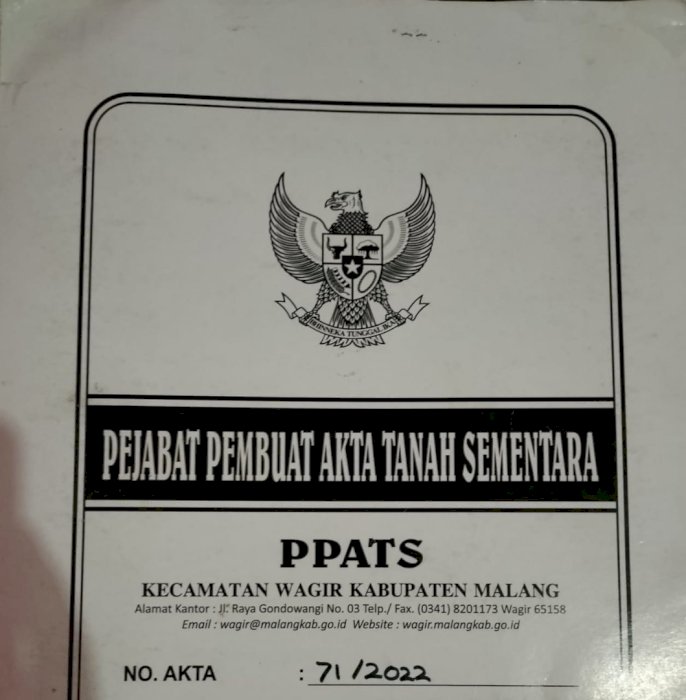 BHINNEKA TUNGGAL IKA
PEJABAT PEMBUAT AKTA TANAH SEMENTARA
PPATS
KECAMATAN WAGIR KABUPATEN MALANG
Alamat Kantor : Jl. Raya Gondowangi No. 03 Telp./ Fax. (0341) 8201173 Wagir 65158
Email : wagir@malangkab.go.id Website : wagir.malangkab.go.id
NO. AKTA : 71/2022